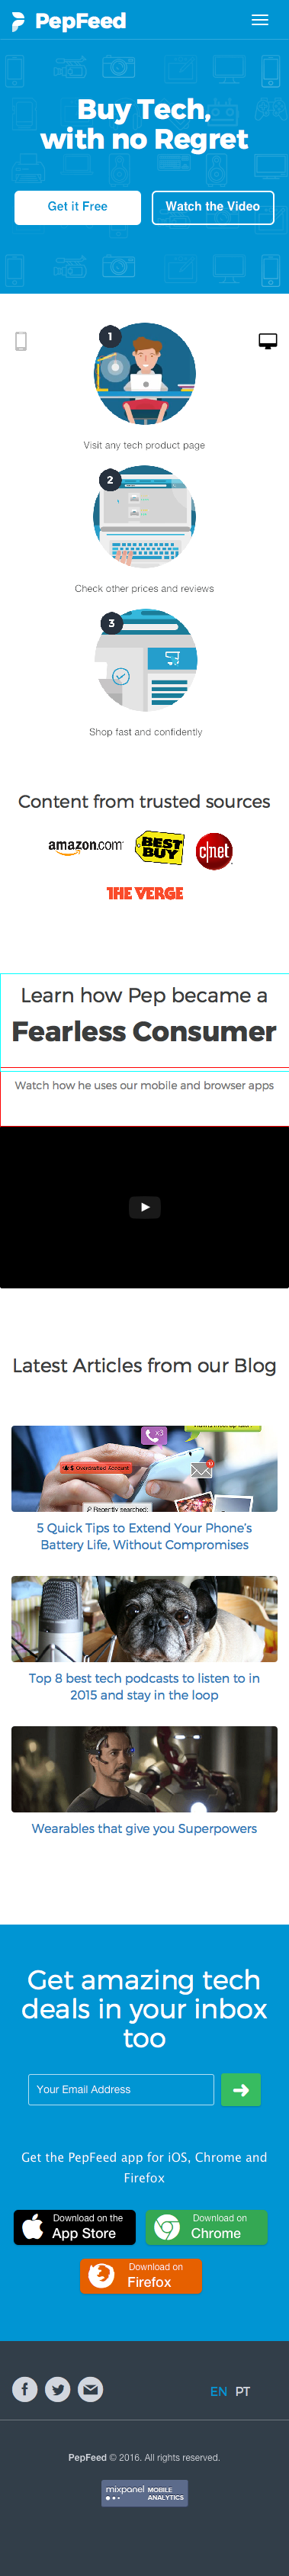 PepFeed
Buy Tech,
with no Regret
Get it Free
Watch the Video
1
Visit any tech product page
2
Check other prices and reviews
3
Shop fast and confidently
Content from trusted sources
amazon.com
BEST
BUY
c|net
THE VERGE
Learn how Pep became a
Fearless Consumer
Watch how he uses our mobile and browser apps
Latest Articles from our Blog
x3
$ Overdrafted Account
Recently searched:
5 Quick Tips to Extend Your Phone's
Battery Life, Without Compromises
Top 8 best tech podcasts to listen to in
2015 and stay in the loop
Wearables that give you Superpowers
Get amazing tech
deals in your inbox
too
Your Email Address
Get the PepFeed app for iOS, Chrome and
Firefox
Download on the
App Store
Download on
Chrome
Download on
Firefox
EN PT
PepFeed © 2016. All rights reserved.
mixpanel MOBILE
ANALYTICS